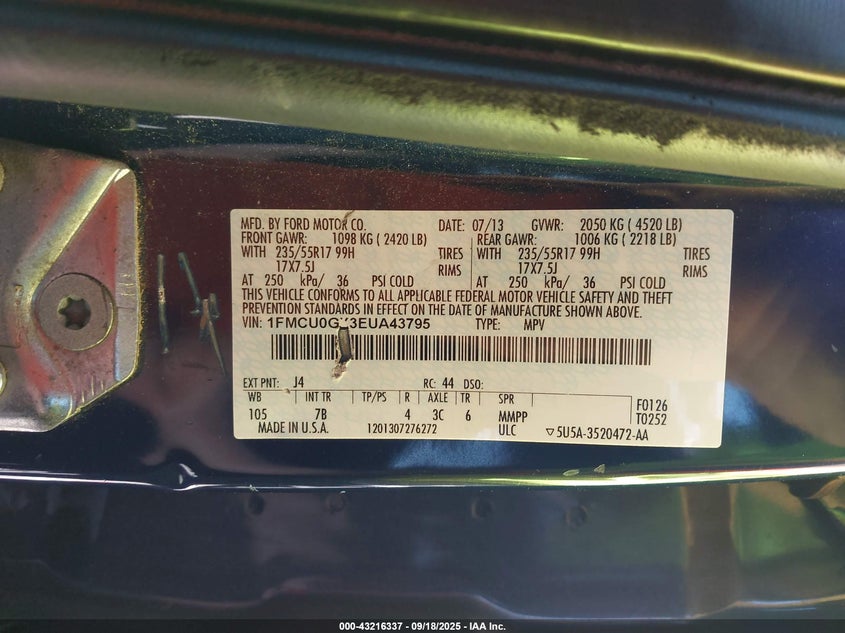 MFD. BY FORD MOTOR CO. DATE: 07/13 GVWR: 2050 KG ( 4520 LB)
FRONT GAWR: 1098 KG ( 2420 LB) REAR GAWR: 1006 KG ( 2218 LB)
WITH 235/55R17 99H TIRES WITH 235/55R17 99H TIRES
17X7.5J RIMS 17X7.5J RIMS
AT 250 kPa/ 36 PSI COLD AT 250 kPa/ 36 PSI COLD
THIS VEHICLE CONFORMS TO ALL APPLICABLE FEDERAL MOTOR VEHICLE SAFETY AND THEFT
PREVENTION STANDARDS IN EFFECT ON THE DATE OF MANUFACTURE SHOWN ABOVE.
VIN: TYPE: MPV
EXT PNT: J4 RC: 44 DSO:
WB INT TR TP/PS R AXLE TR SPR
105 7B 4 3C 6 MMPP
F0126
T0252
MADE IN U.S.A. 1201307276272 ULC ▽5U5A-3520472-AA
000-43216337 - 09/18/2025 - IAA Inc.